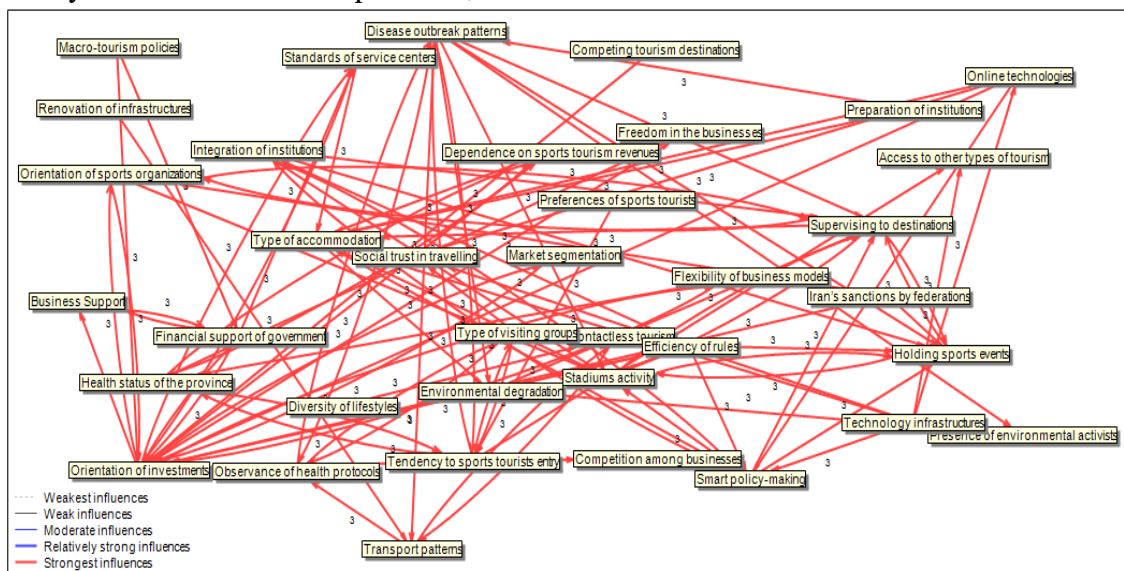 Disease outbreak patterns
Macro-tourism policies
Competing tourism destinations
Standards of service centers
Online technologies
Renovation of infrastructures
Preparation of institutions
Freedom in the businesses
Integration of institutions
Dependence on sports tourism revenues
Access to other types of tourism
Orientation of sports organizations
Preferences of sports tourists
Supervising to destinations
Type of accommodation
Social trust in travelling
Market segmentation
Flexibility of business models
Business Support
Iran's sanctions by federations
Financial support of government
Type of visiting groups
Contactless tourism
Efficiency of rules
Holding sports events
Health status of the province
Stadiums activity
Environmental degradation
Diversity of lifestyles
Technology infrastructures
Presence of environmental activists
Orientation of investments
Observance of health protocols
Tendency to sports tourists entry
Competition among businesses
Smart policy-making
Transport patterns
Weakest influences
Weak influences
Moderate influences
Relatively strong influences
Strongest influences